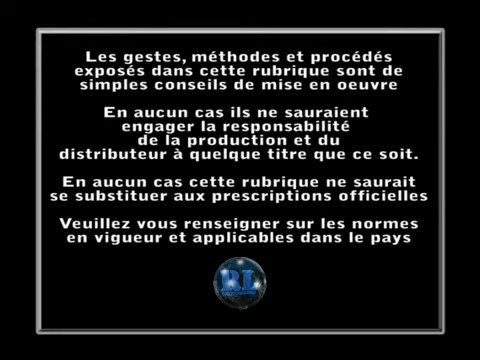 Les gestes, méthodes et procédés
exposés dans cette rubrique sont de
simples conseils de mise en oeuvre
En aucun cas ils ne sauraient
engager la responsabilité
de la production et du
distributeur à quelque titre que ce soit.
En aucun cas cette rubrique ne saurait
se substituer aux prescriptions officielles
Veuillez vous renseigner sur les normes
en vigueur et applicables dans le pays
RL